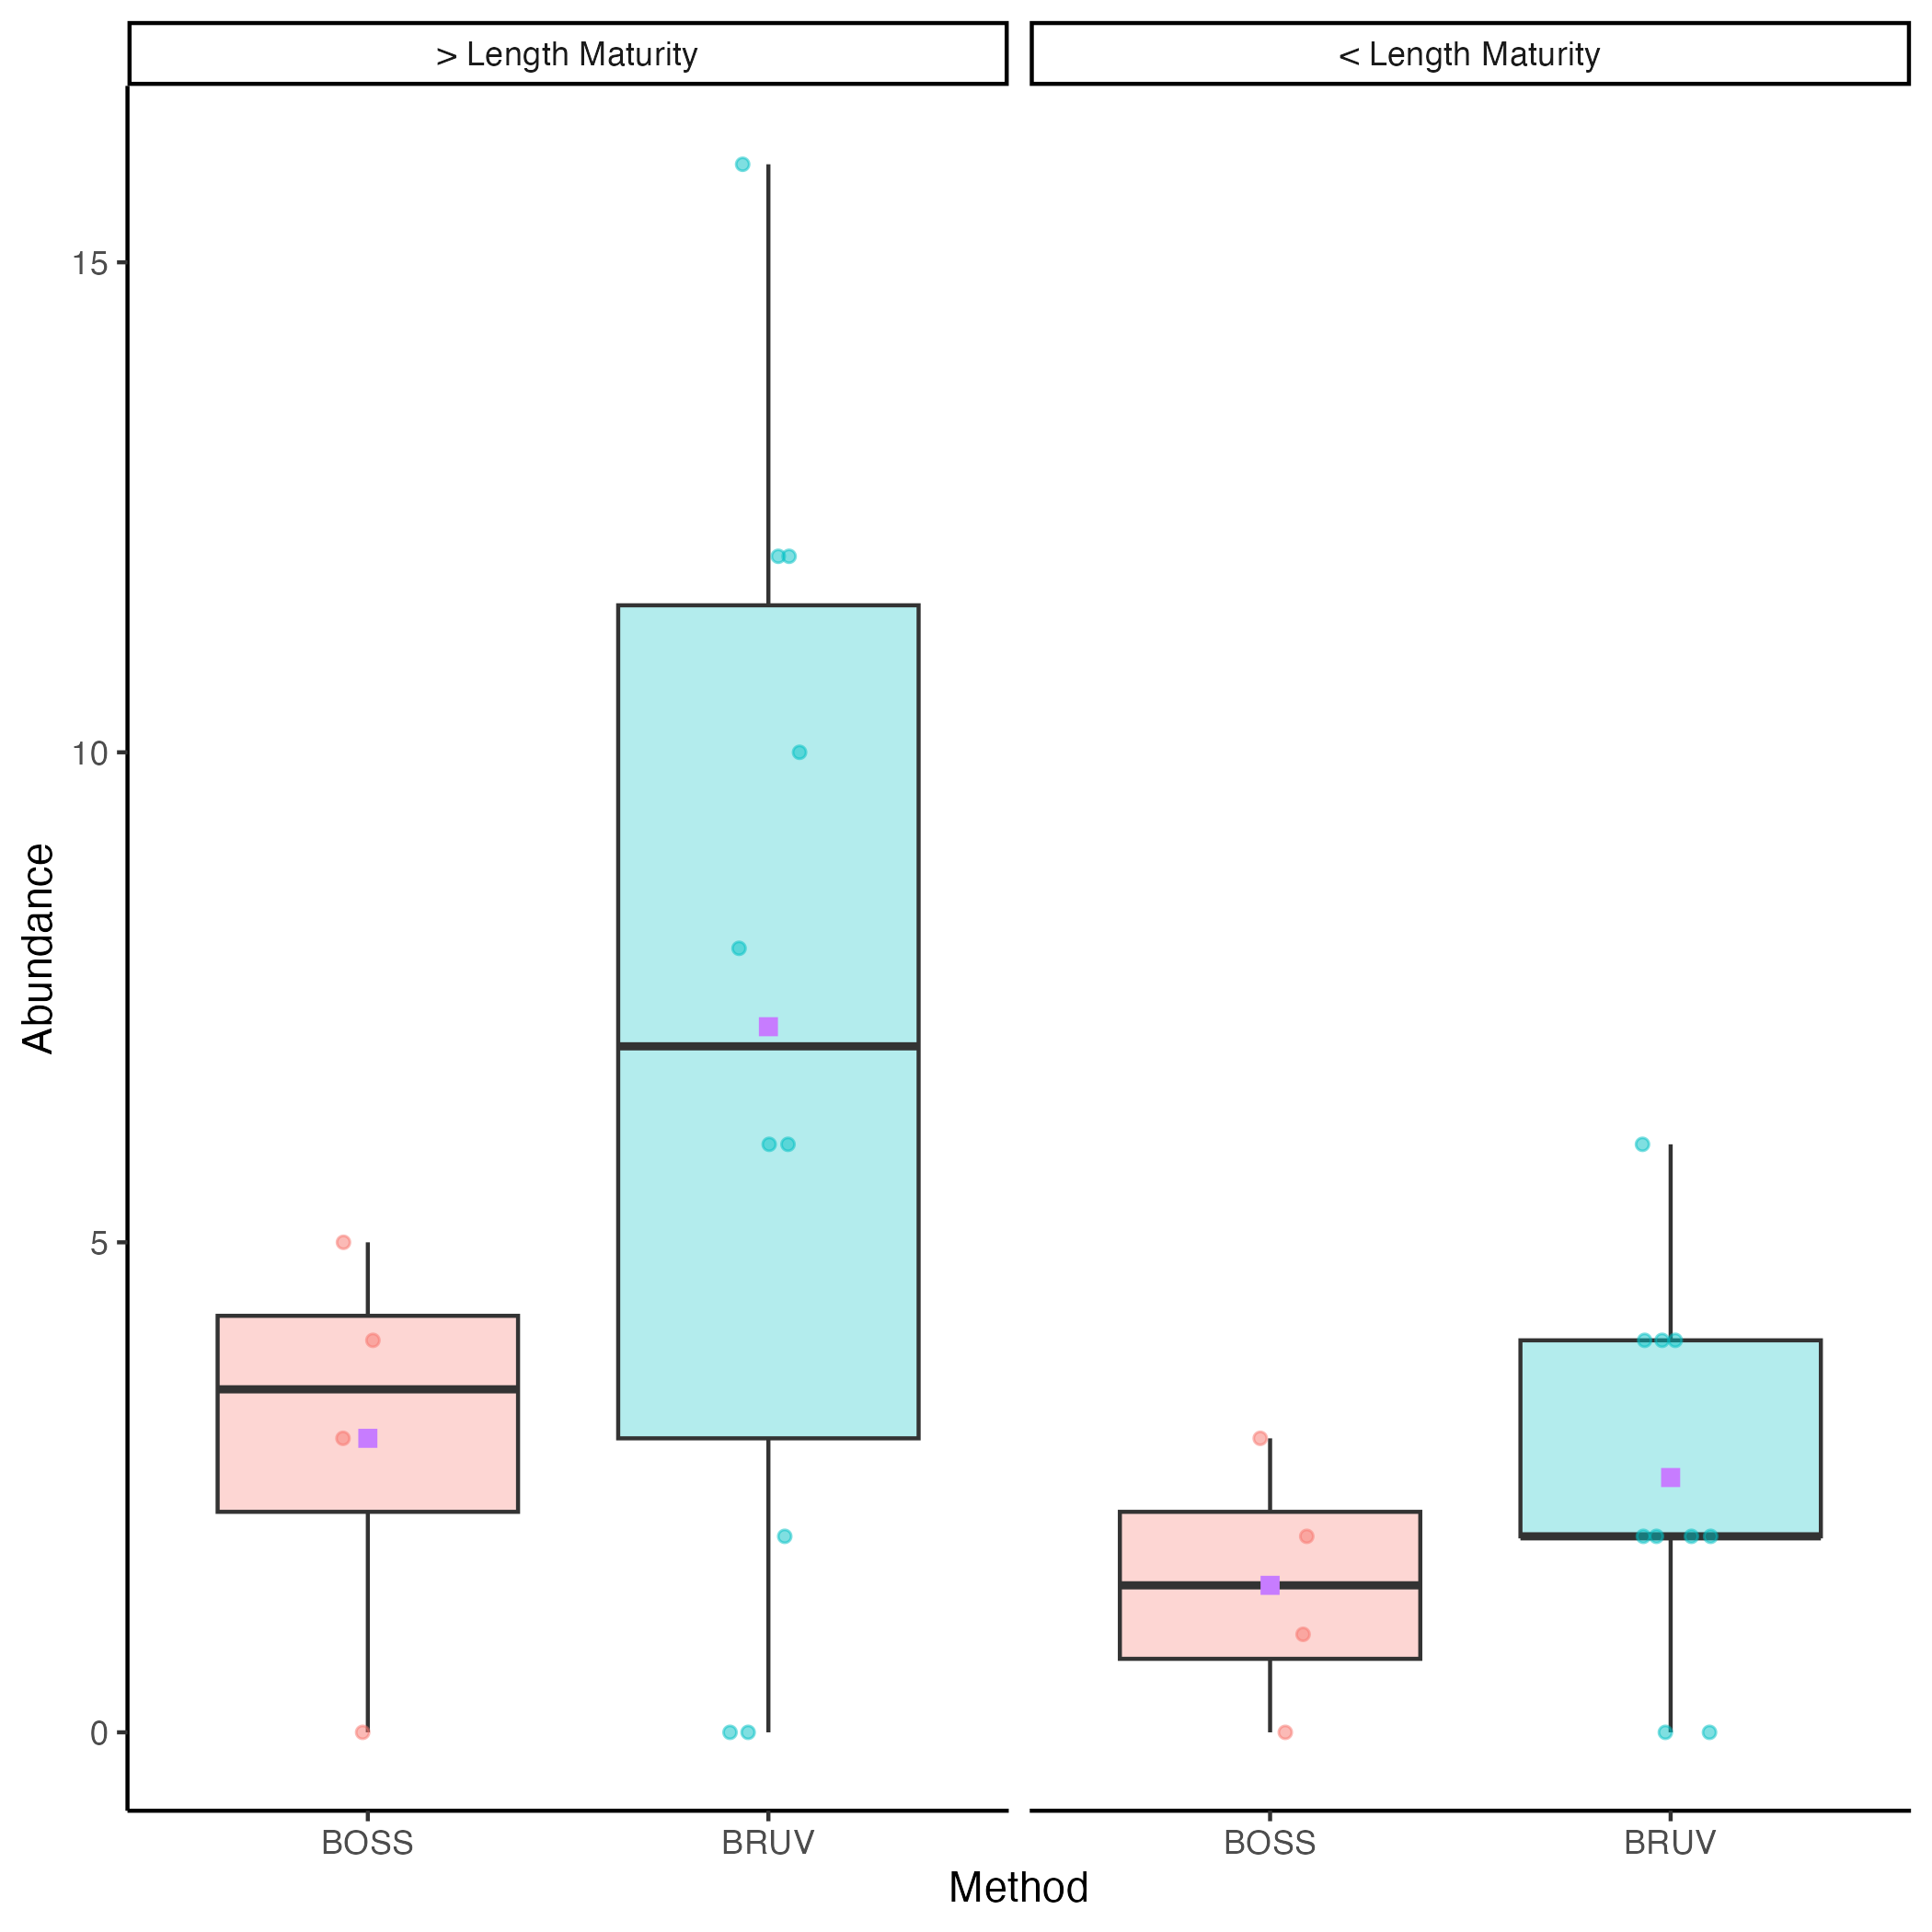 > Length Maturity
< Length Maturity
Abundance
15
10
5
0
BOSS
BRUV
BOSS
BRUV
Method